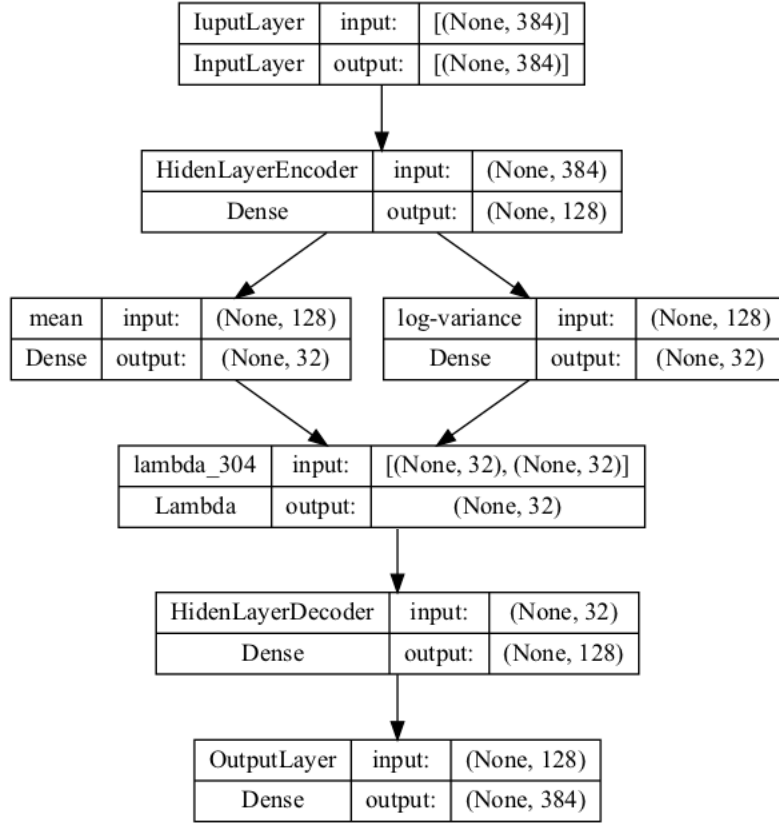 IuputLayer input: [(None, 384)]
InputLayer output: [(None, 384)]
HidenLayerEncoder input: (None, 384)
Dense output: (None, 128)
mean input: (None, 128)
Dense output: (None, 32)
log-variance input: (None, 128)
Dense output: (None, 32)
lambda_304 input: [(None, 32), (None, 32)]
Lambda output: (None, 32)
HidenLayerDecoder input: (None, 32)
Dense output: (None, 128)
OutputLayer input: (None, 128)
Dense output: (None, 384)